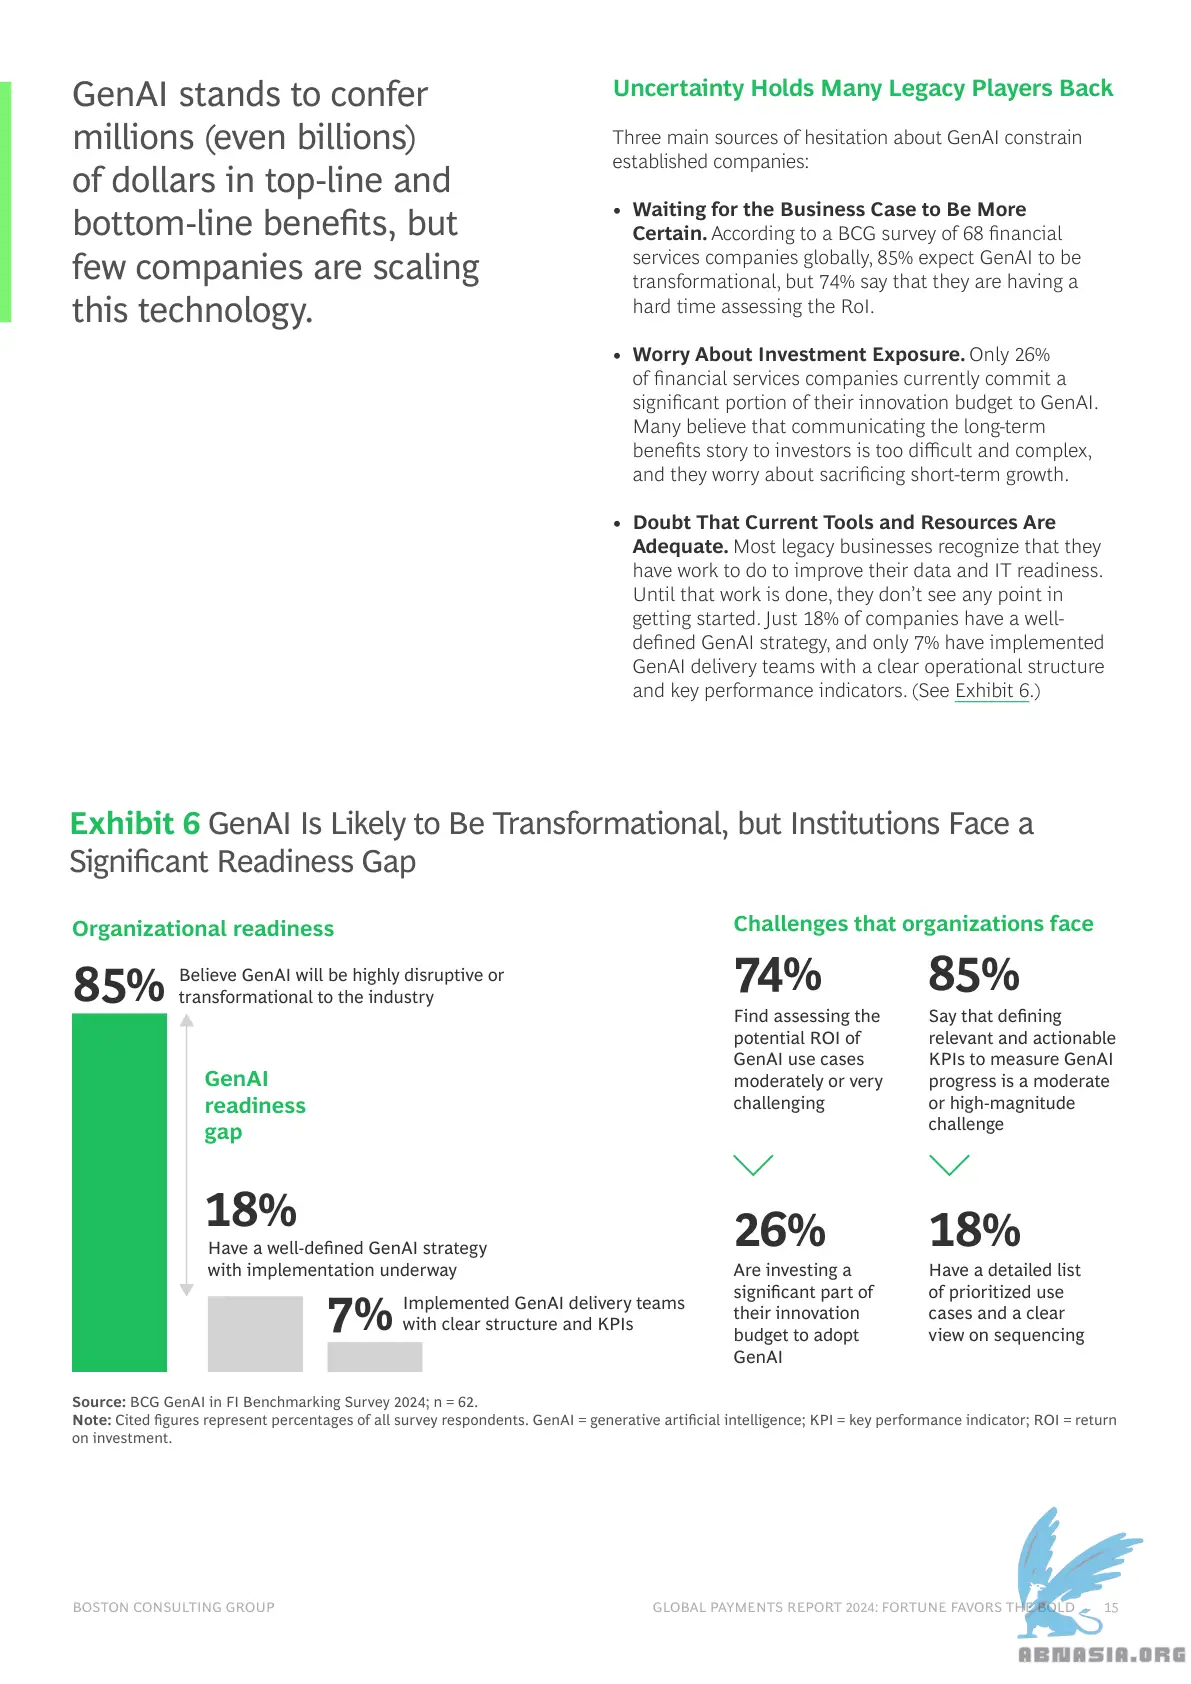 GenAI stands to confer
millions (even billions)
of dollars in top-line and
bottom-line benefits, but
few companies are scaling
this technology.
Uncertainty Holds Many Legacy Players Back
Three main sources of hesitation about GenAI constrain
established companies:
• Waiting for the Business Case to Be More
Certain. According to a BCG survey of 68 financial
services companies globally, 85% expect GenAI to be
transformational, but 74% say that they are having a
hard time assessing the RoI.
• Worry About Investment Exposure. Only 26%
of financial services companies currently commit a
significant portion of their innovation budget to GenAI.
Many believe that communicating the long-term
benefits story to investors is too difficult and complex,
and they worry about sacrificing short-term growth.
• Doubt That Current Tools and Resources Are
Adequate. Most legacy businesses recognize that they
have work to do to improve their data and IT readiness.
Until that work is done, they don’t see any point in
getting started. Just 18% of companies have a well-
defined GenAI strategy, and only 7% have implemented
GenAI delivery teams with a clear operational structure
and key performance indicators. (See Exhibit 6.)
Exhibit 6 GenAI Is Likely to Be Transformational, but Institutions Face a
Significant Readiness Gap
Organizational readiness
85%
Believe GenAI will be highly disruptive or
transformational to the industry
GenAI
readiness
gap
18%
Have a well-defined GenAI strategy
with implementation underway
7%
Implemented GenAI delivery teams
with clear structure and KPIs
Challenges that organizations face
74%
Find assessing the
potential ROI of
GenAI use cases
moderately or very
challenging
26%
Are investing a
significant part of
their innovation
budget to adopt
GenAI
85%
Say that defining
relevant and actionable
KPIs to measure GenAI
progress is a moderate
or high-magnitude
challenge
18%
Have a detailed list
of prioritized use
cases and a clear
view on sequencing
Source: BCG GenAI in FI Benchmarking Survey 2024; n = 62.
Note: Cited figures represent percentages of all survey respondents. GenAI = generative artificial intelligence; KPI = key performance indicator; ROI = return
on investment.
BOSTON CONSULTING GROUP
GLOBAL PAYMENTS REPORT 2024: FORTUNE FAVORS THE BOLD 15
ABNASIA.ORG